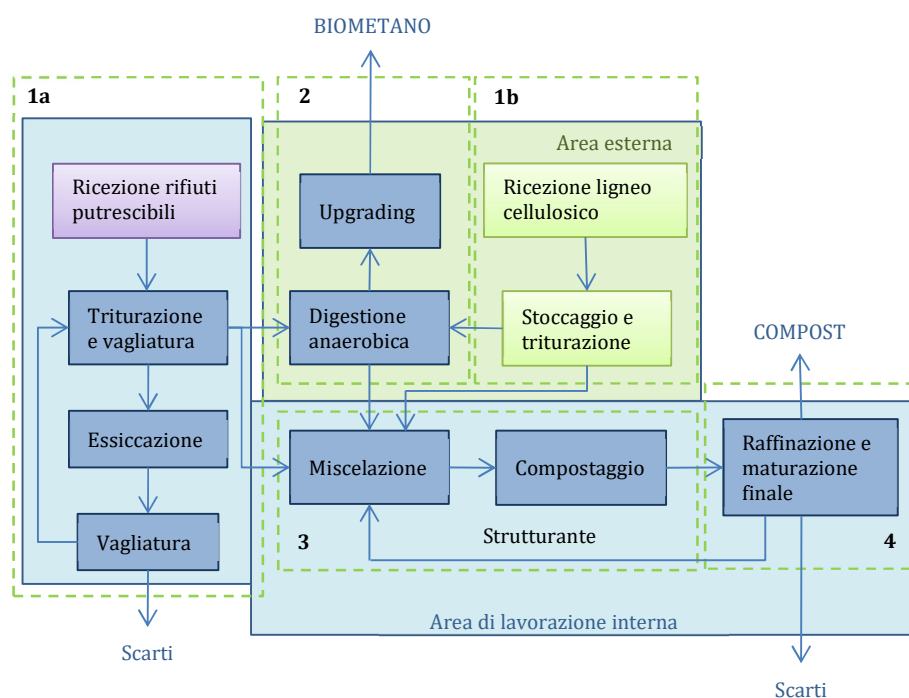 BIOMETANO
1a
2
1b
Area esterna
Ricezione rifiuti
putrescibili
Upgrading
Ricezione ligneo
cellulosico
Triturazione
e vagliatura
Digestione
anaerobica
Stoccaggio e
triturazione
COMPOST
Essiccazione
Miscelazione
Compostaggio
Raffinazione e
maturazione
finale
Vagliatura
3
Strutturante
4
Area di lavorazione interna
Scarti
Scarti